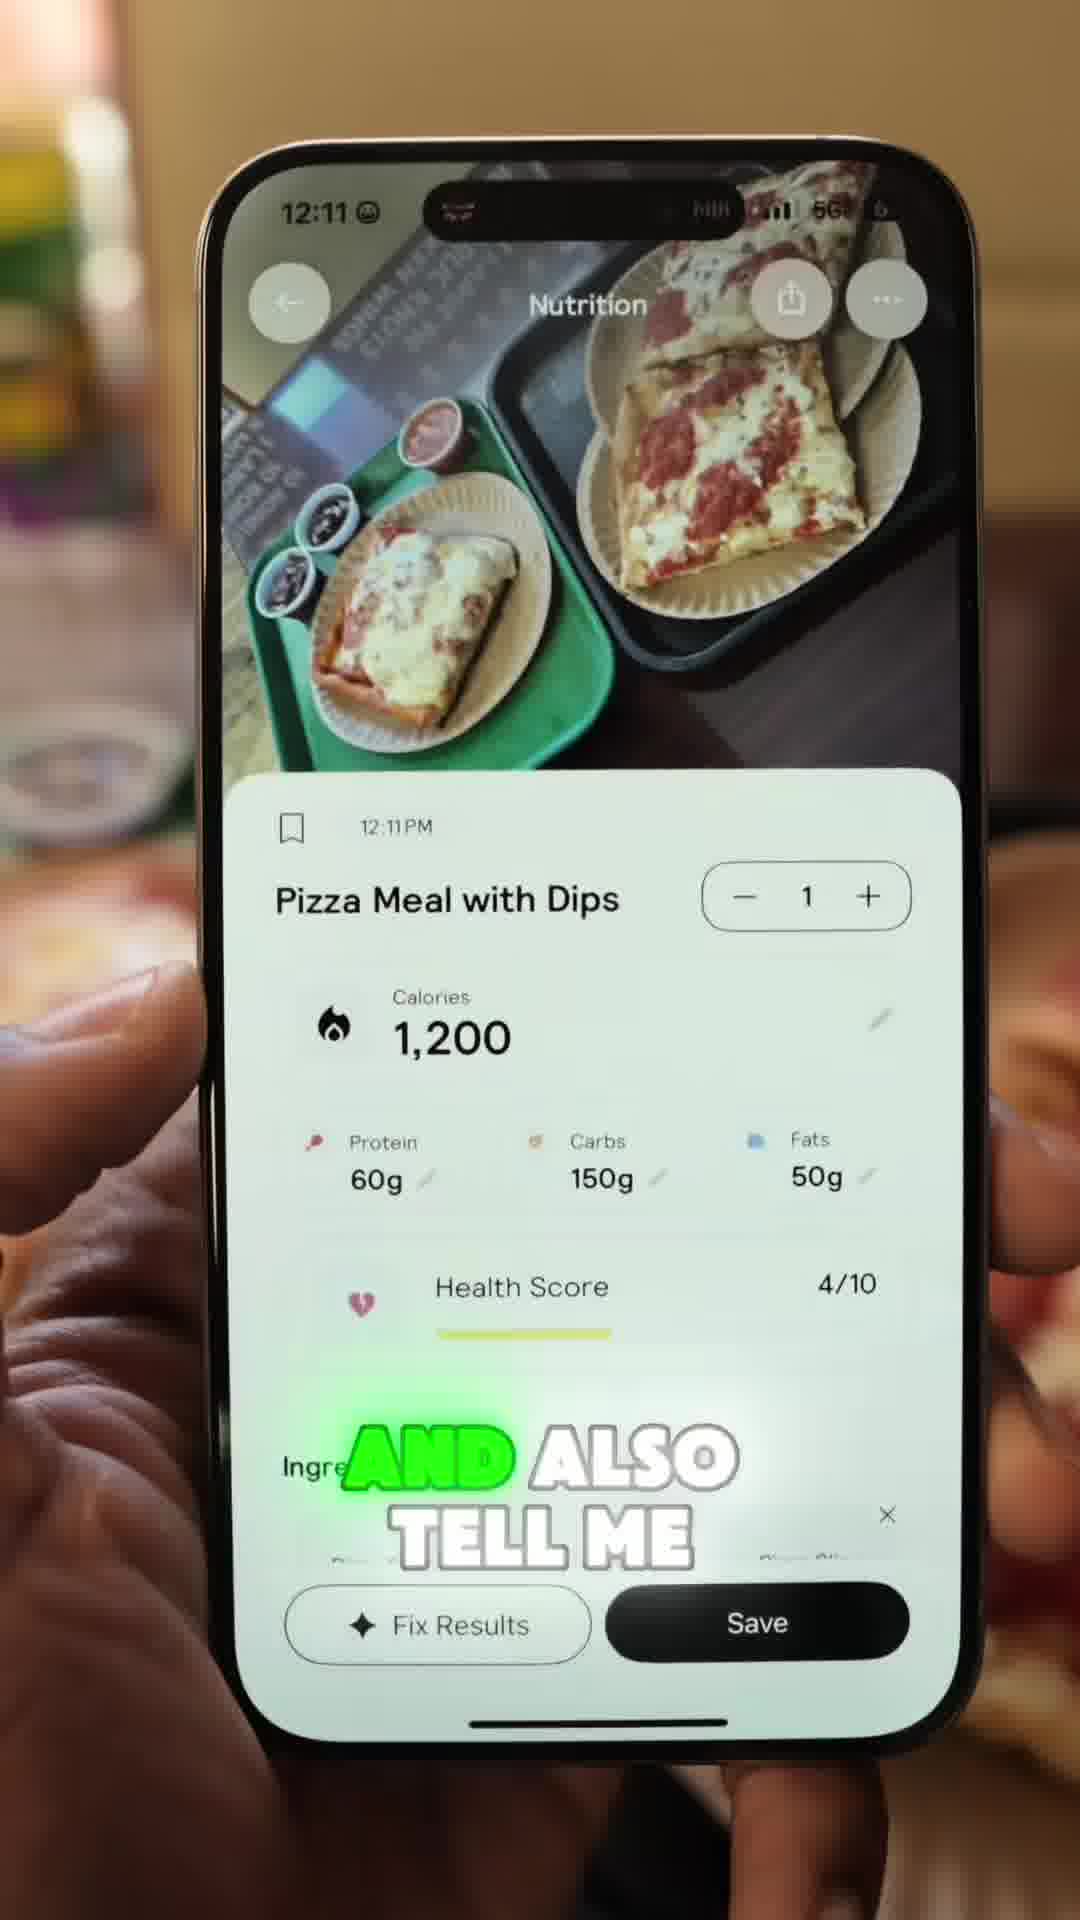 12:11
5G
Nutrition
12:11 PM
Pizza Meal with Dips
1
Calories
1,200
Protein
Carbs
Fats
60g
150g
50g
Health Score
4/10
Ingre
AND ALSO
TELL ME
Fix Results
Save